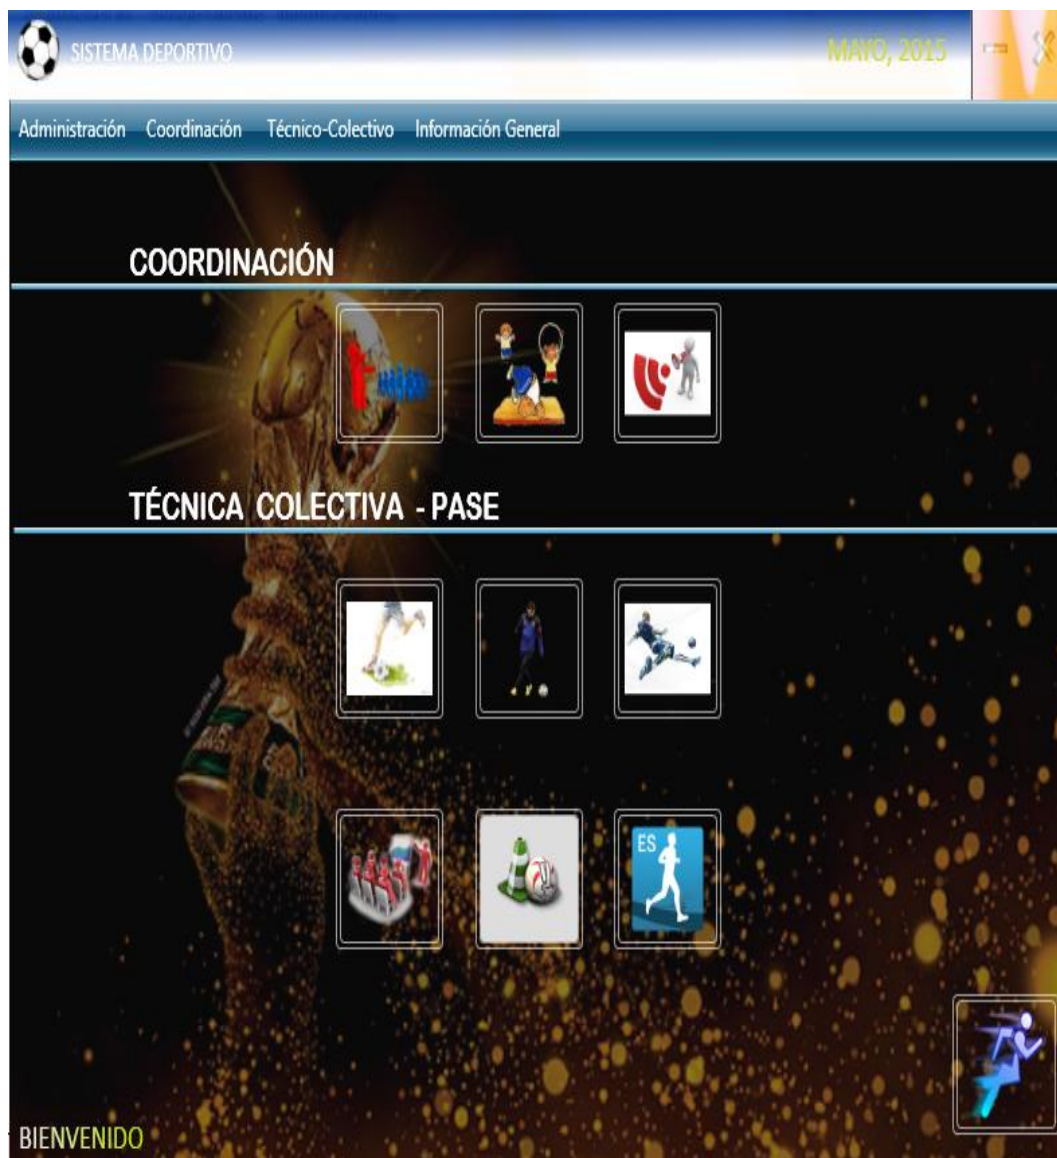 SISTEMA DEPORTIVO
MAYO, 2015
Administración Coordinación Técnico-Colectivo Información General
COORDINACIÓN
TÉCNICA COLECTIVA - PASE
ES
BIENVENIDO